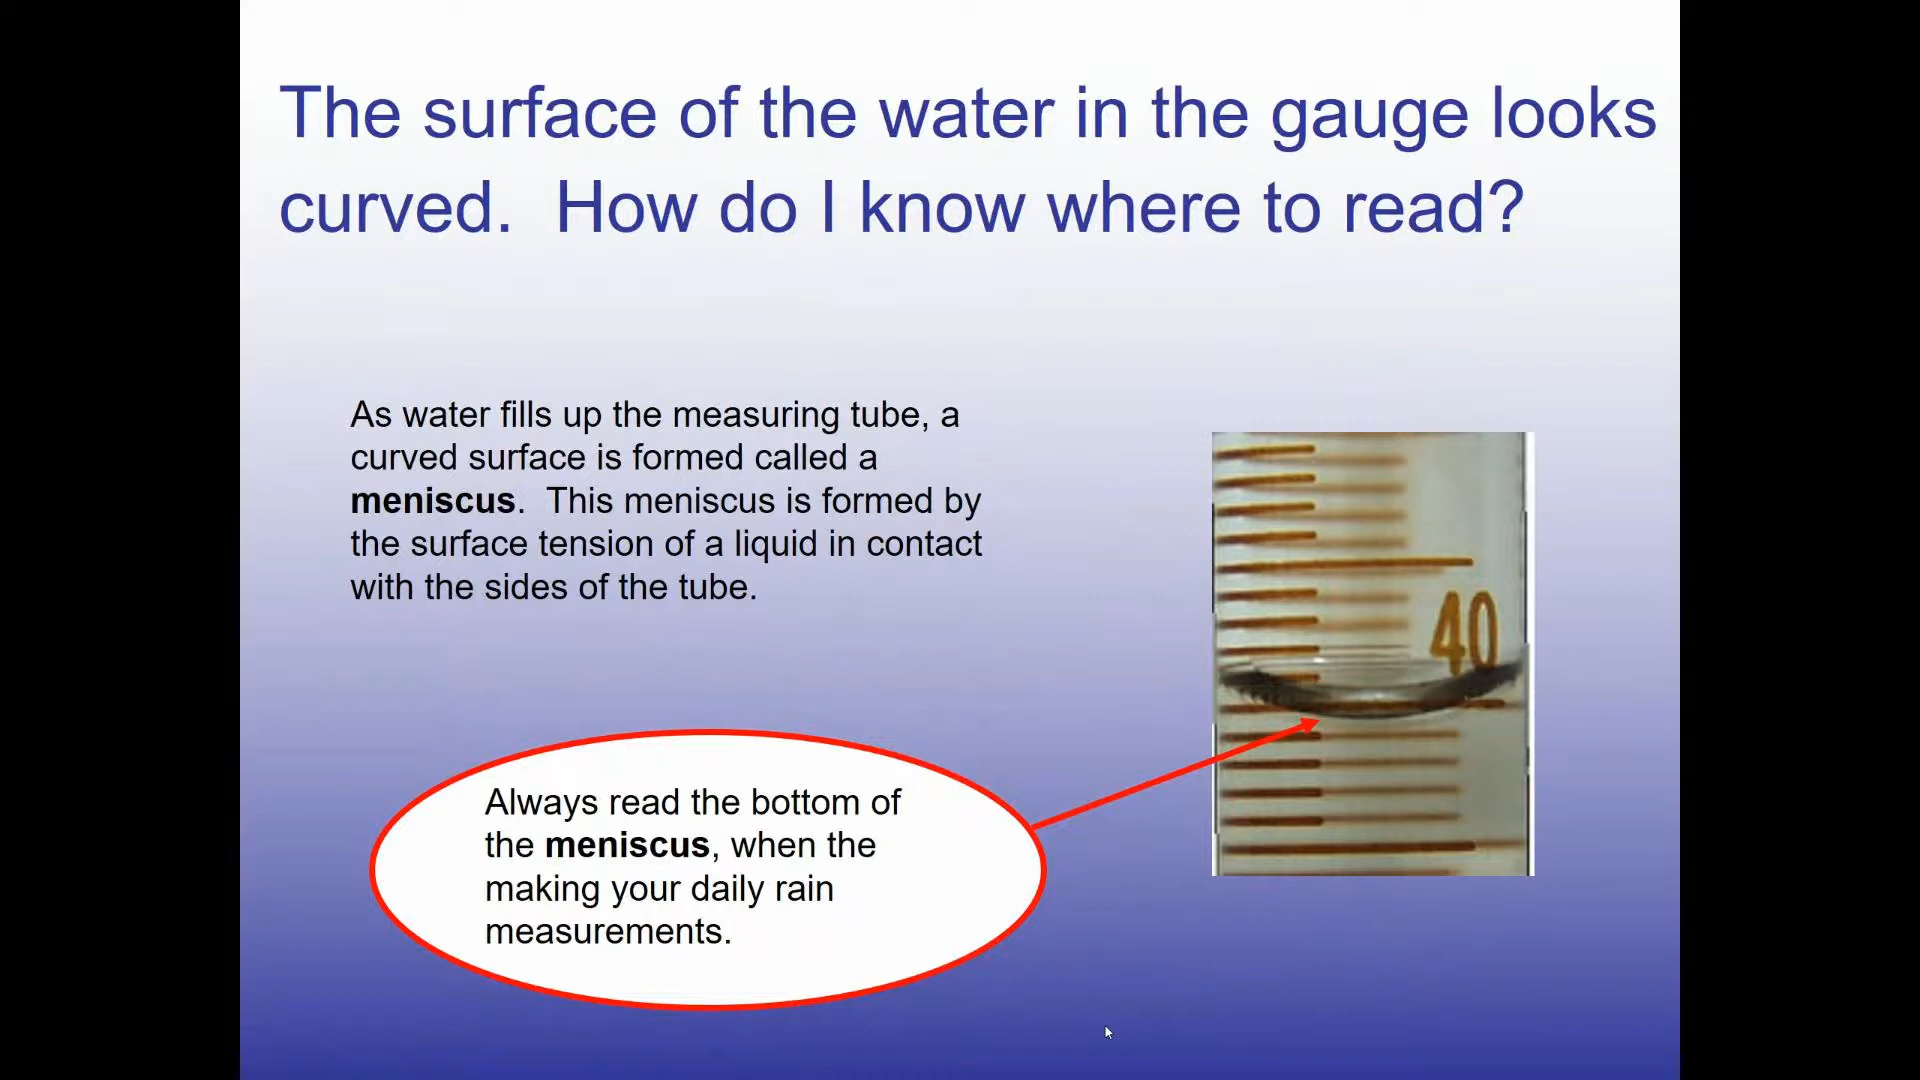 The surface of the water in the gauge looks
curved.  How do I know where to read?
As water fills up the measuring tube, a
curved surface is formed called a
meniscus.  This meniscus is formed by
the surface tension of a liquid in contact
with the sides of the tube.
40
Always read the bottom of
the meniscus, when the
making your daily rain
measurements.